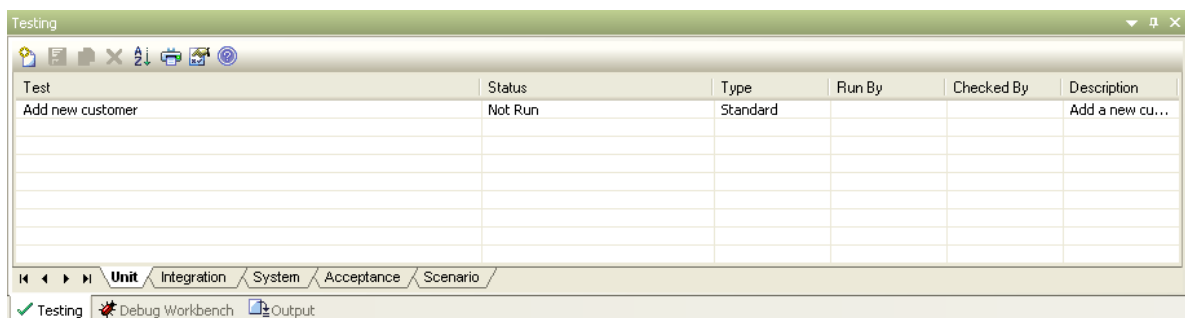 Testing
Test Status Type Run By Checked By Description
Add new customer Not Run Standard Add a new cu...
Unit Integration System Acceptance Scenario
Testing Debug Workbench Output